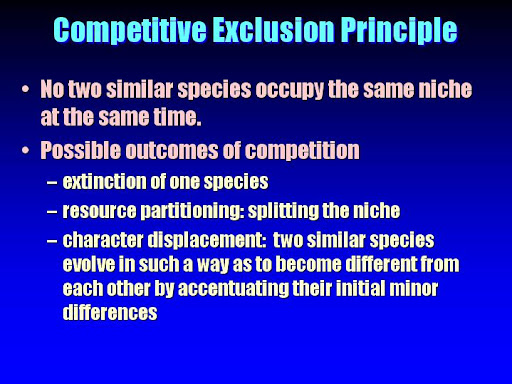 Competitive Exclusion Principle
• No two similar species occupy the same niche
at the same time.
• Possible outcomes of competition
– extinction of one species
– resource partitioning: splitting the niche
– character displacement:  two similar species
evolve in such a way as to become different from
each other by accentuating their initial minor
differences